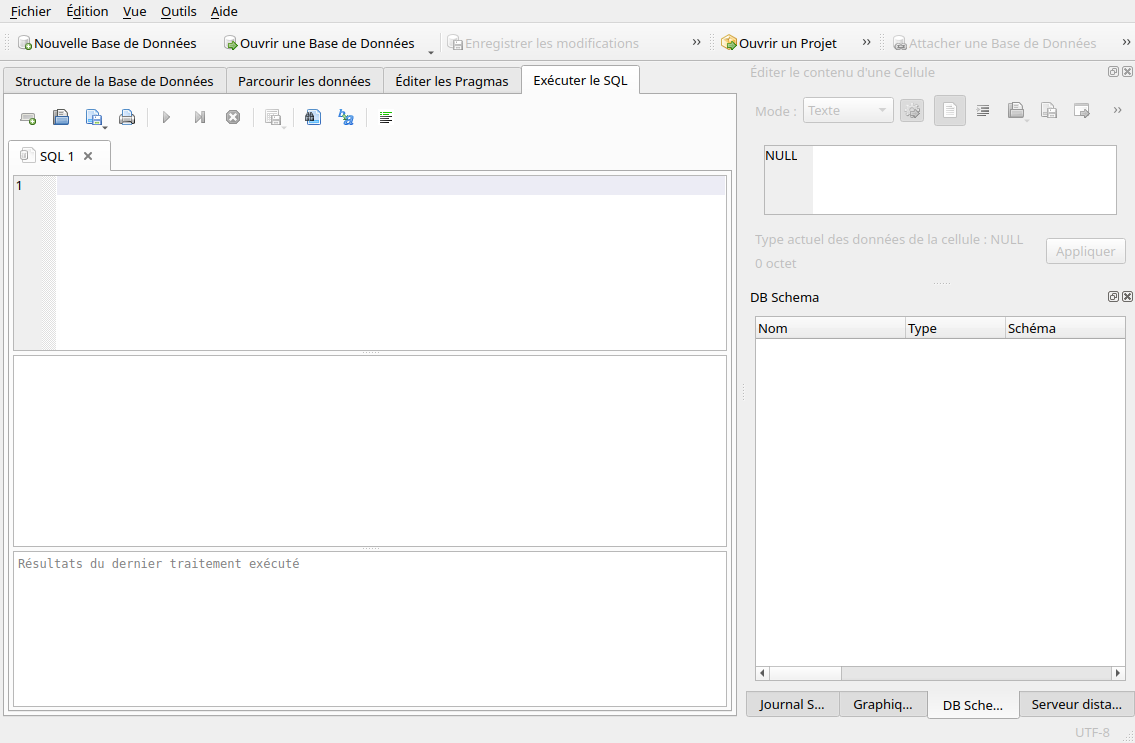 Fichier Édition Vue Outils Aide
Nouvelle Base de Données Ouvrir une Base de Données Enregistrer les modifications Ouvrir un Projet Attacher une Base de Données
Structure de la Base de Données Parcourir les données Éditer les Pragmas Exécuter le SQL
SQL 1
1
Résultats du dernier traitement exécuté
Éditer le contenu d'une Cellule
Mode : Texte
NULL
Type actuel des données de la cellule : NULL
0 octet
Appliquer
DB Schema
Nom Type Schéma
Journal S... Graphiq... DB Sche... Serveur dista...
UTF-8